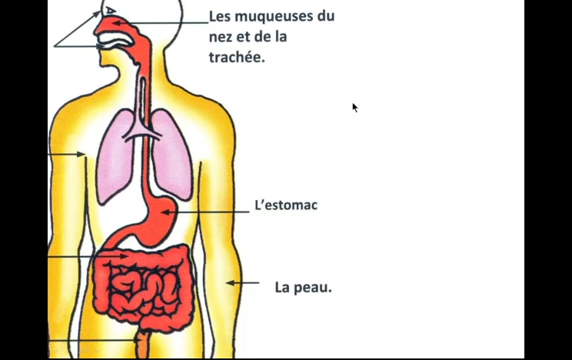 Les muqueuses du
nez et de la
trachée.
L'estomac
La peau.